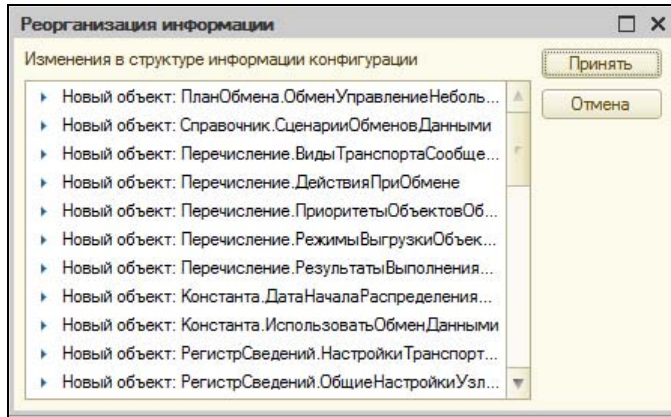 Реорганизация информации
Изменения в структуре информации конфигурации
Принять
Отмена
Новый объект: ПланОбмена.ОбменУправлениеНеболь...
Новый объект: Справочник.СценарииОбменовДанными
Новый объект: Перечисление.ВидыТранспортаСообще...
Новый объект: Перечисление.ДействияПриОбмене
Новый объект: Перечисление.ПриоритетыОбъектовОб...
Новый объект: Перечисление.РежимыВыгрузкиОбъек...
Новый объект: Перечисление.РезультатыВыполнения...
Новый объект: Константа.ДатаНачалаРаспределения...
Новый объект: Константа.ИспользоватьОбменДанными
Новый объект: РегистрСведений.НастройкиТранспорт...
Новый объект: РегистрСведений.ОбщиеНастройкиУзл...